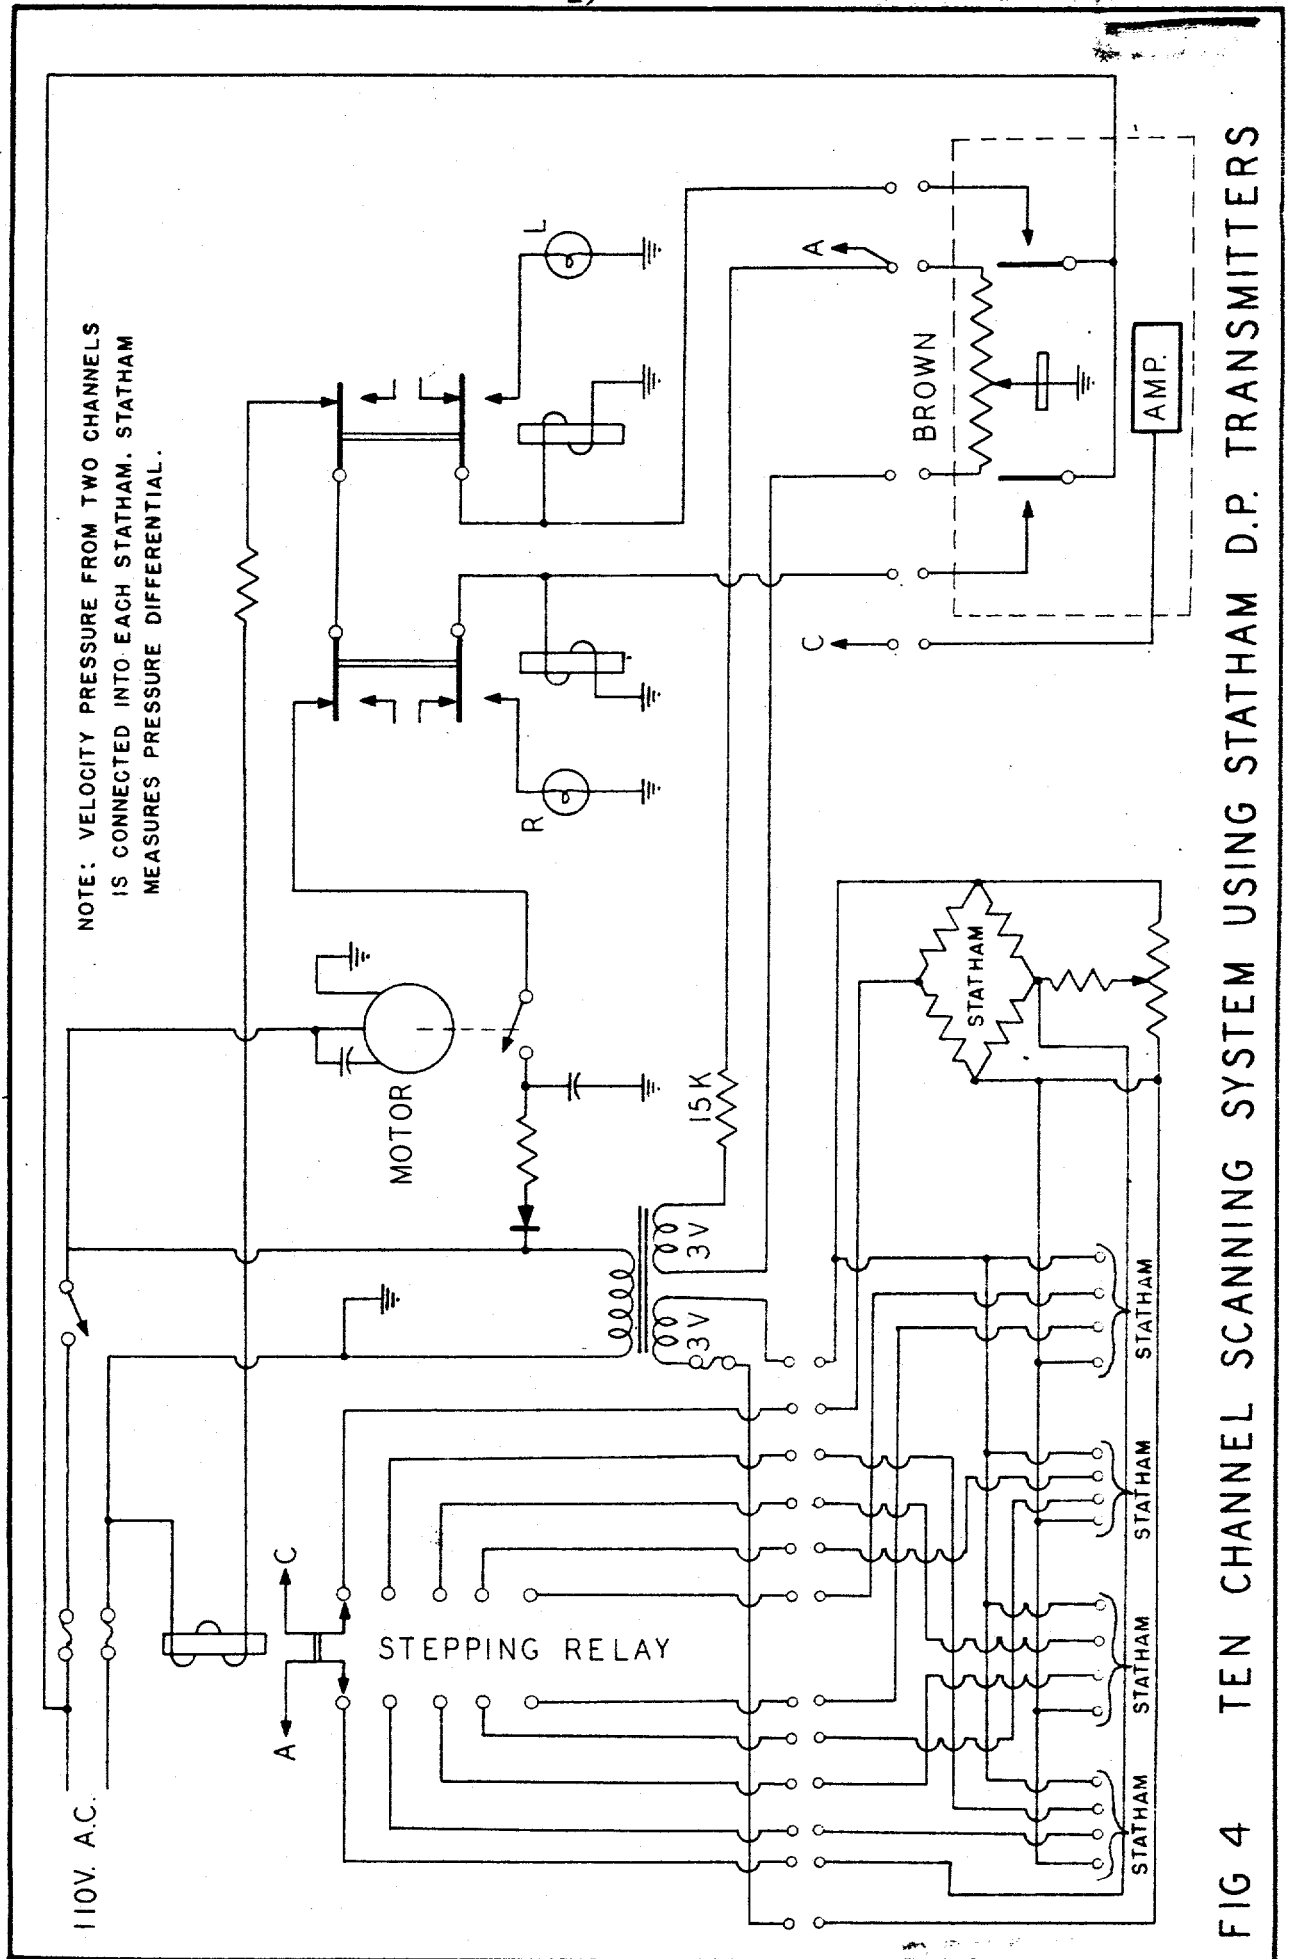 NOTE: VELOCITY PRESSURE FROM TWO CHANNELS
IS CONNECTED INTO EACH STATHAM. STATHAM
MEASURES PRESSURE DIFFERENTIAL.
110V. A.C.
MOTOR
R
L
A
C
STEPPING RELAY
3V
3V
15K
C
A
BROWN
AMP.
STATHAM
STATHAM
STATHAM
STATHAM
STATHAM
FIG 4 TEN CHANNEL SCANNING SYSTEM USING STATHAM D.P. TRANSMITTERS